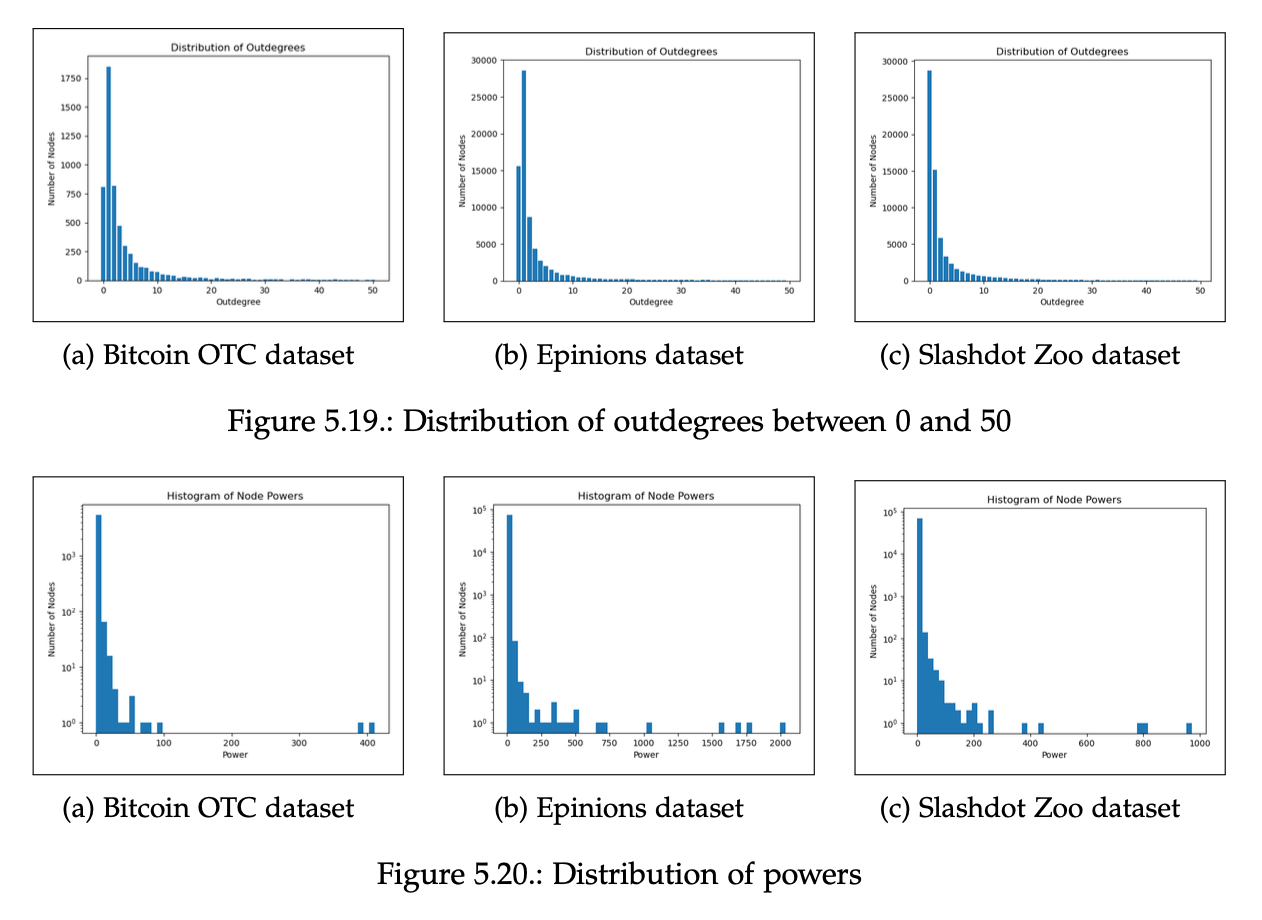 Distribution of Outdegrees
Number of Nodes
1750
1500
1250
1000
750
500
250
0
0 10 20 30 40 50
Outdegree
(a) Bitcoin OTC dataset
Distribution of Outdegrees
Number of Nodes
30000
25000
20000
15000
10000
5000
0
0 10 20 30 40 50
Outdegree
(b) Epinions dataset
Distribution of Outdegrees
Number of Nodes
30000
25000
20000
15000
10000
5000
0
0 10 20 30 40 50
Outdegree
(c) Slashdot Zoo dataset
Figure 5.19.: Distribution of outdegrees between 0 and 50
Histogram of Node Powers
Number of Nodes
10³
10²
10¹
10⁰
0 100 200 300 400
Power
(a) Bitcoin OTC dataset
Histogram of Node Powers
Number of Nodes
10⁵
10⁴
10³
10²
10¹
10⁰
0 250 500 750 1000 1250 1500 1750 2000
Power
(b) Epinions dataset
Histogram of Node Powers
Number of Nodes
10⁵
10⁴
10³
10²
10¹
10⁰
0 200 400 600 800 1000
Power
(c) Slashdot Zoo dataset
Figure 5.20.: Distribution of powers